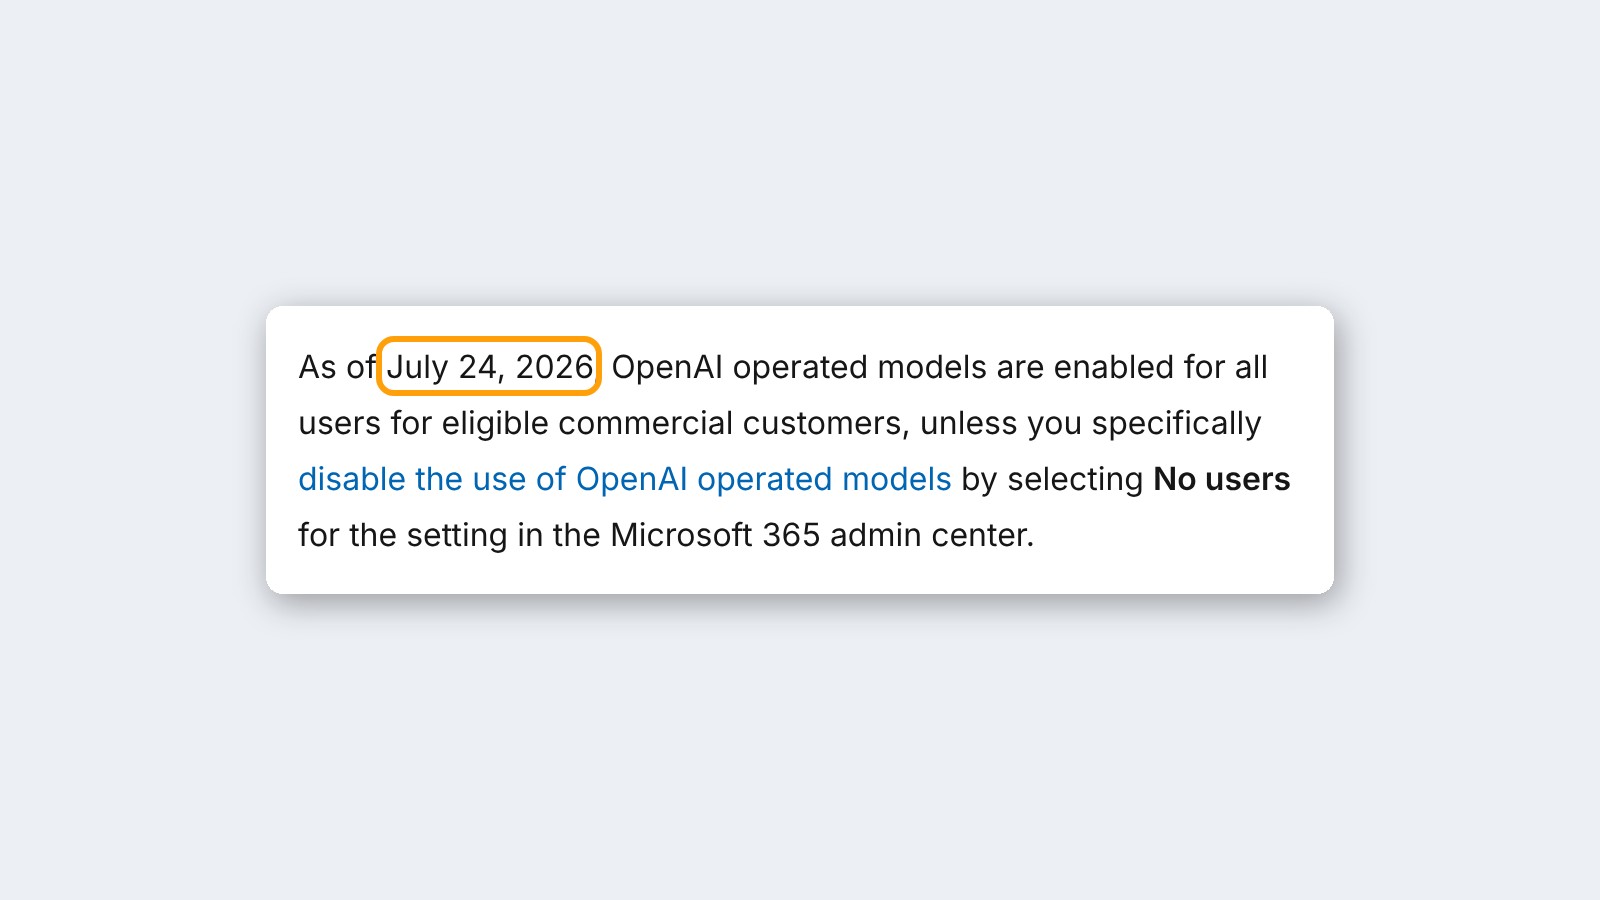 As of July 24, 2026 OpenAI operated models are enabled for all
users for eligible commercial customers, unless you specifically
disable the use of OpenAI operated models by selecting No users
for the setting in the Microsoft 365 admin center.